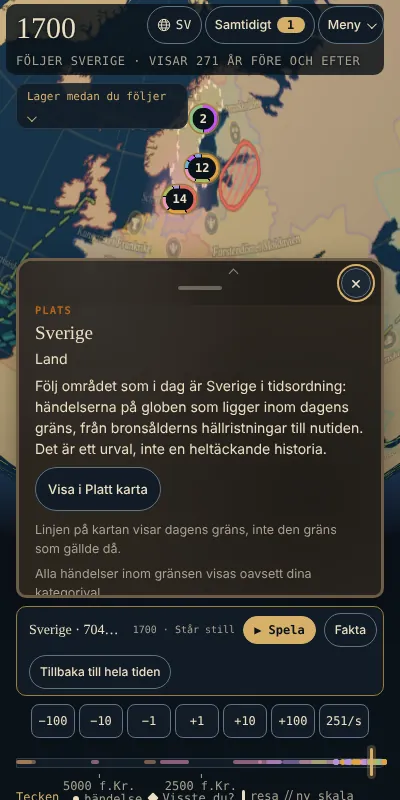 1700
SV
Samtidigt 1
Meny
FÖLJER SVERIGE · VISAR 271 ÅR FÖRE OCH EFTER
Lager medan du följer
2
12
14
PLATS
Sverige
Land
Följ området som i dag är Sverige i tidsordning:
händelserna på globen som ligger inom dagens
gräns, från bronsålderns hällristningar till nutiden.
Det är ett urval, inte en heltäckande historia.
Visa i Platt karta
Linjen på kartan visar dagens gräns, inte den gräns
som gällde då.
Alla händelser inom gränsen visas oavsett dina
kategorival.
Sverige · 704…
1700 · Står still
▶ Spela
Fakta
Tillbaka till hela tiden
−100
−10
−1
+1
+10
+100
251/s
5000 f.Kr.
2500 f.Kr.
Tecken
händelse
Visste du?
resa // ny skala